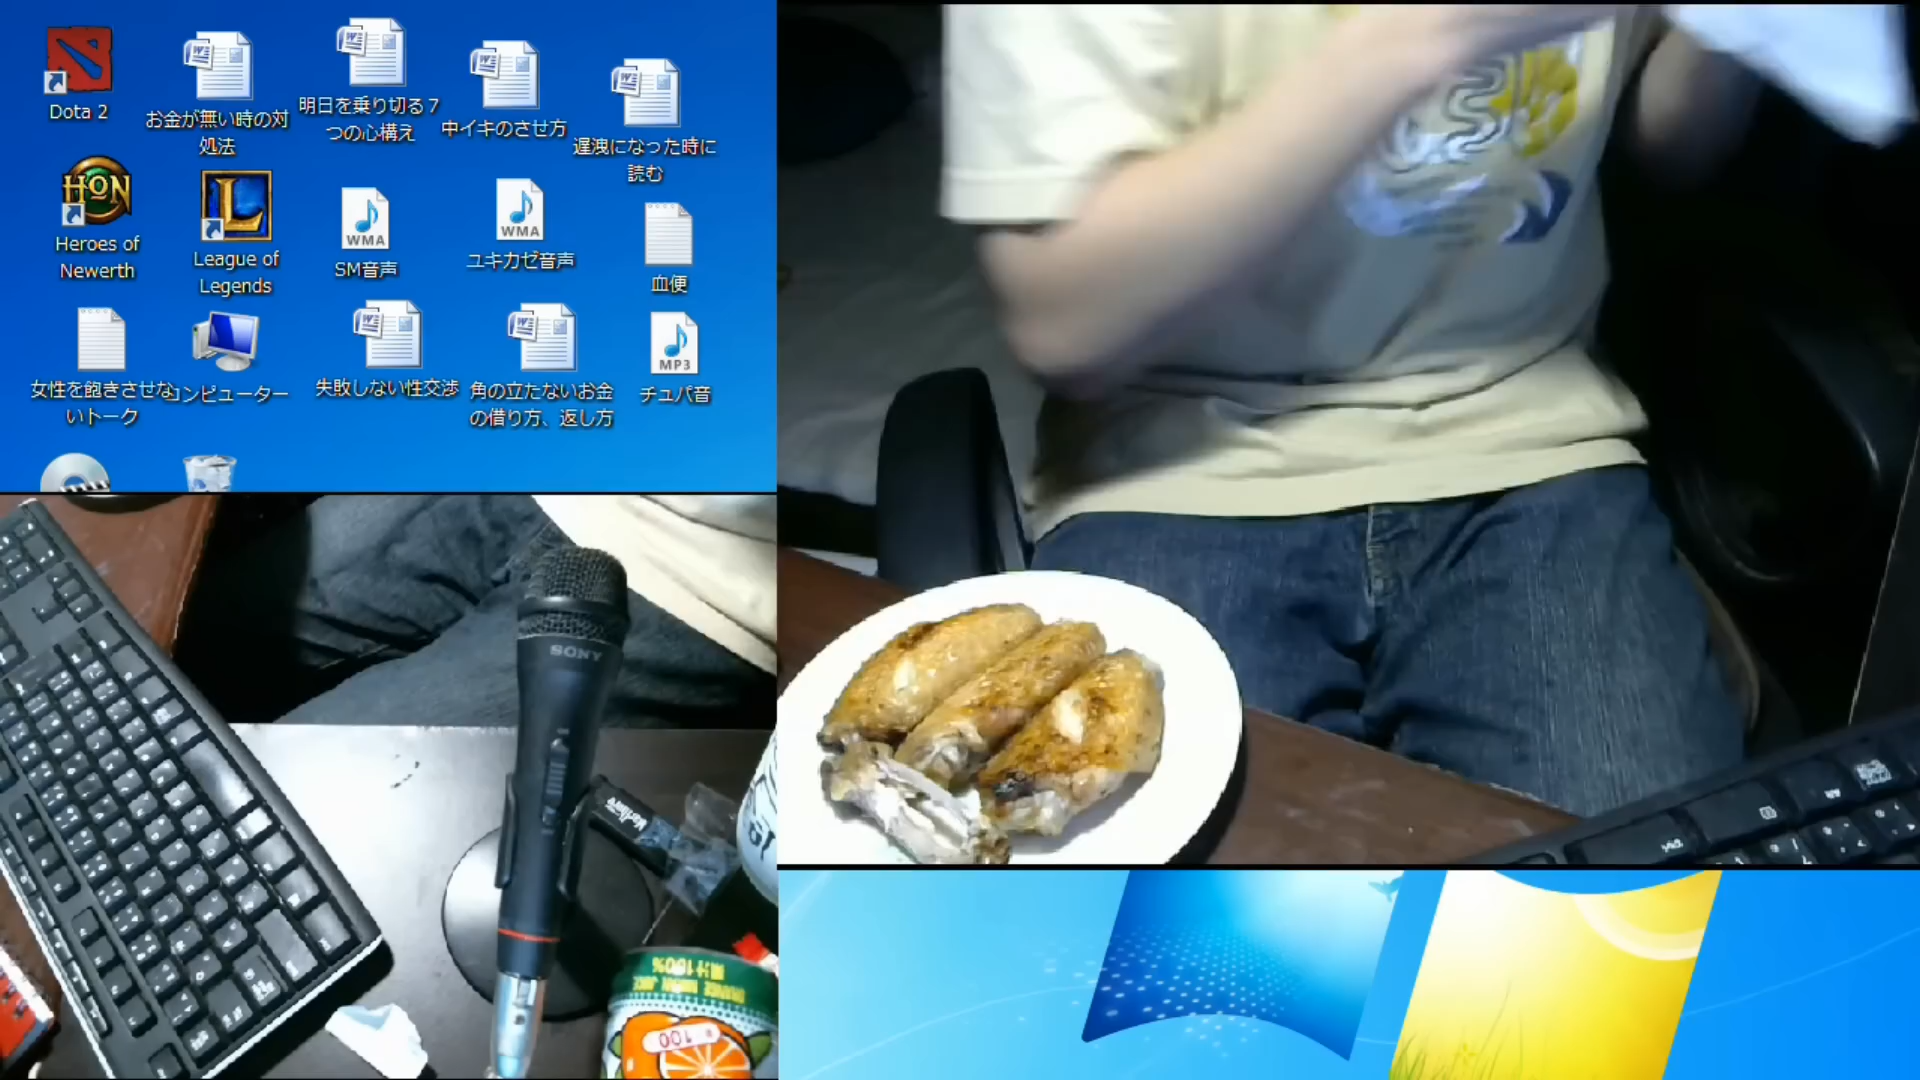 Dota 2
お金が無い時の対
処法
明日を乗り切る7
つの心構え
中イキのさせ方
遅洩になった時に
読む
HON
Heroes of
Newerth
L
League of
Legends
WMA
SM音声
WMA
ユキカゼ音声
血便
女性を飽きさせな
いトーク
コンピューター
失敗しない性交渉
角の立たないお金
の借り方、返し方
MP3
チュパ音
SONY
果汁100%
100